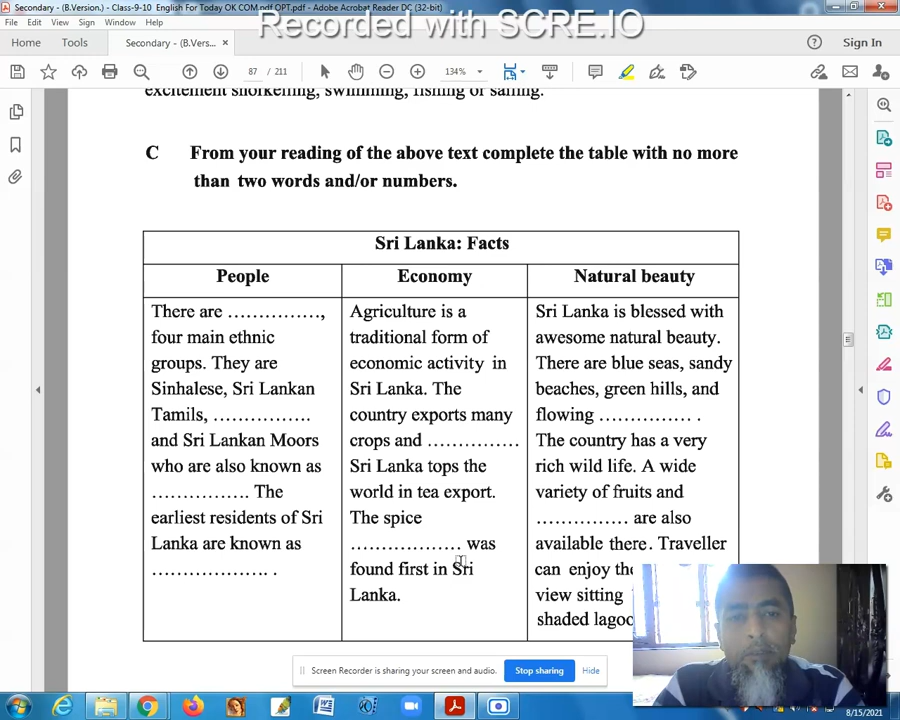 Secondary - (B.Version) - Class-9-10 English For Today OK COM.pdf OPT.pdf - Adobe Acrobat Reader DC (32-bit)
Recorded with SCRE.IO
Edit View Sign Window Help
Home Tools Secondary - (B.Vers... × Sign In
87 / 211 134%
excitement snorkelling, swimming, fishing or sailing.
C From your reading of the above text complete the table with no more
than two words and/or numbers.
Sri Lanka: Facts
People Economy Natural beauty
There are ……………,
four main ethnic
groups. They are
Sinhalese, Sri Lankan
Tamils, …………….
and Sri Lankan Moors
who are also known as
……………. The
earliest residents of Sri
Lanka are known as
………………. .
Agriculture is a
traditional form of
economic activity in
Sri Lanka. The
country exports many
crops and ……………
Sri Lanka tops the
world in tea export.
The spice
……………… was
found first in Sri
Lanka.
Sri Lanka is blessed with
awesome natural beauty.
There are blue seas, sandy
beaches, green hills, and
flowing …………… .
The country has a very
rich wild life. A wide
variety of fruits and
…………… are also
available there. Traveller
can enjoy the
view sitting
shaded lagoo
Screen Recorder is sharing your screen and audio. Stop sharing Hide
8/15/2021